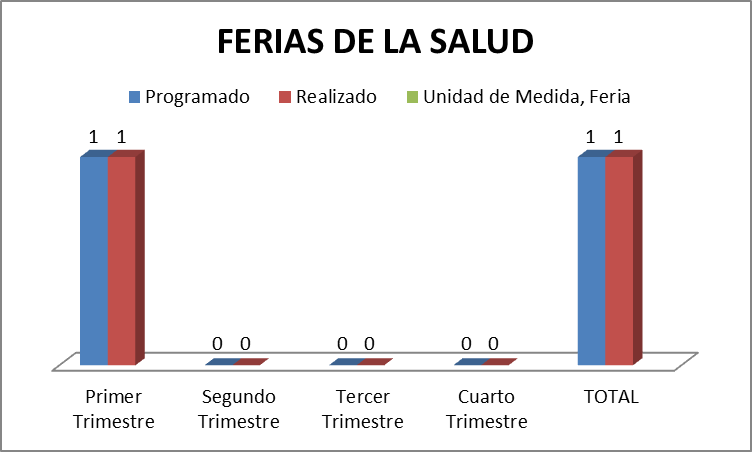 FERIAS DE LA SALUD
Programado Realizado Unidad de Medida, Feria
1 1 0 0 0 0 0 0 1 1
Primer Trimestre
Segundo Trimestre
Tercer Trimestre
Cuarto Trimestre
TOTAL